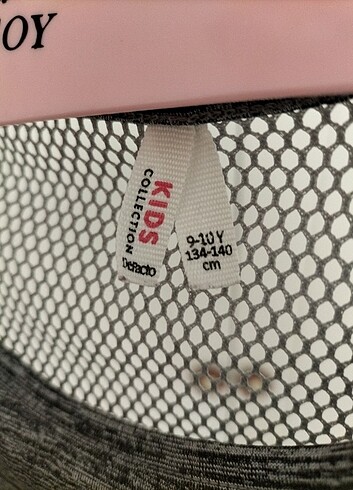 OY
KIDS
COLLECTION
DeFacto
9-10 Y
134-140
cm